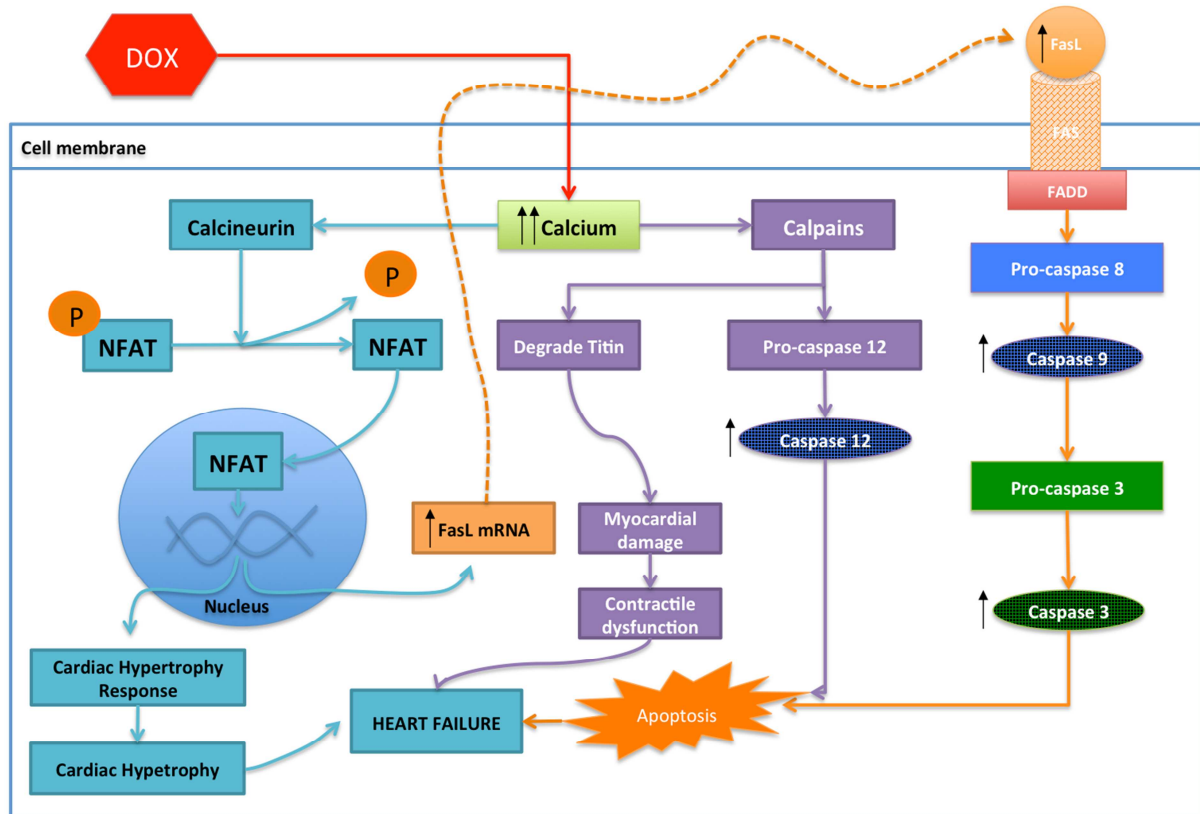 DOX
FasL
FAS
Cell membrane
FADD
Calcineurin
Calcium
Calpains
Pro-caspase 8
P
P
NFAT
NFAT
Degrade Titin
Pro-caspase 12
Caspase 9
Caspase 12
NFAT
Pro-caspase 3
FasL mRNA
Myocardial
damage
Nucleus
Contractile
dysfunction
Caspase 3
Cardiac Hypertrophy
Response
HEART FAILURE
Apoptosis
Cardiac Hypetrophy